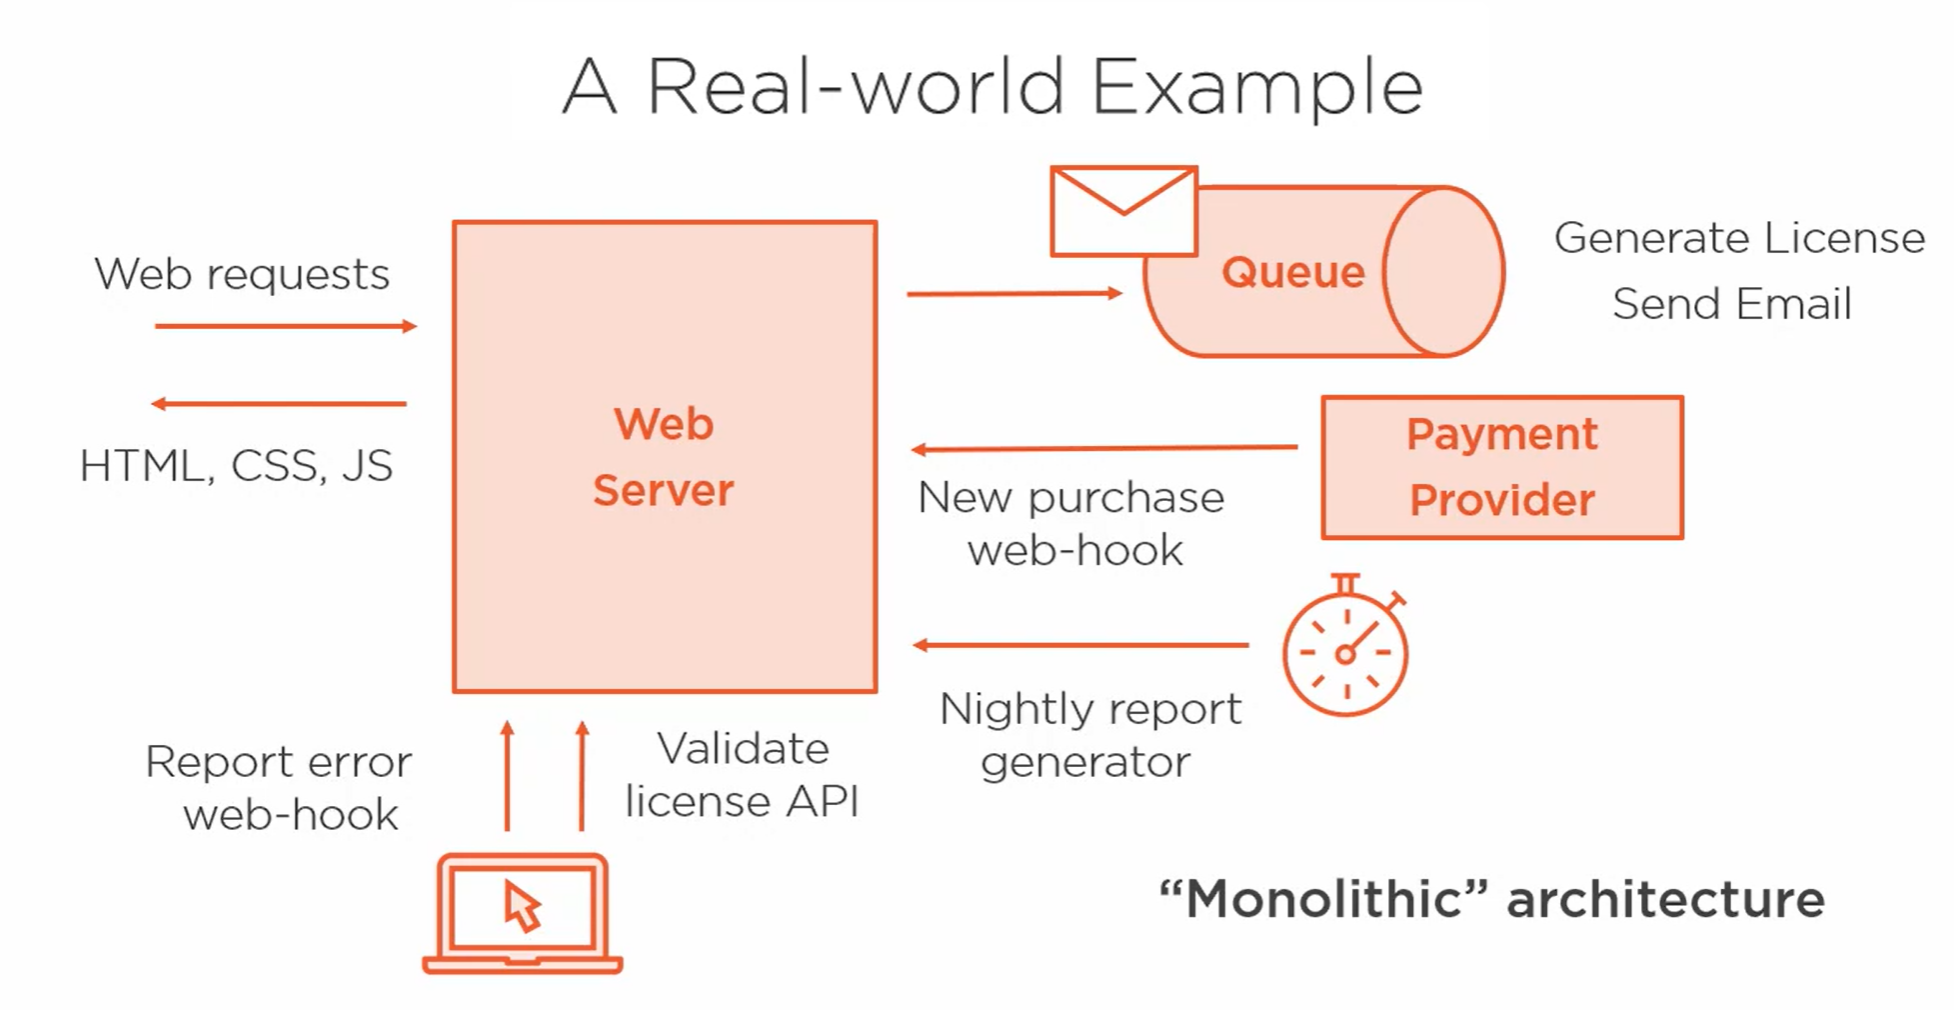 A Real-world Example
Web requests
HTML, CSS, JS
Web
Server
Queue
Generate License
Send Email
Payment
Provider
New purchase
web-hook
Nightly report
generator
Report error
web-hook
Validate
license API
“Monolithic” architecture